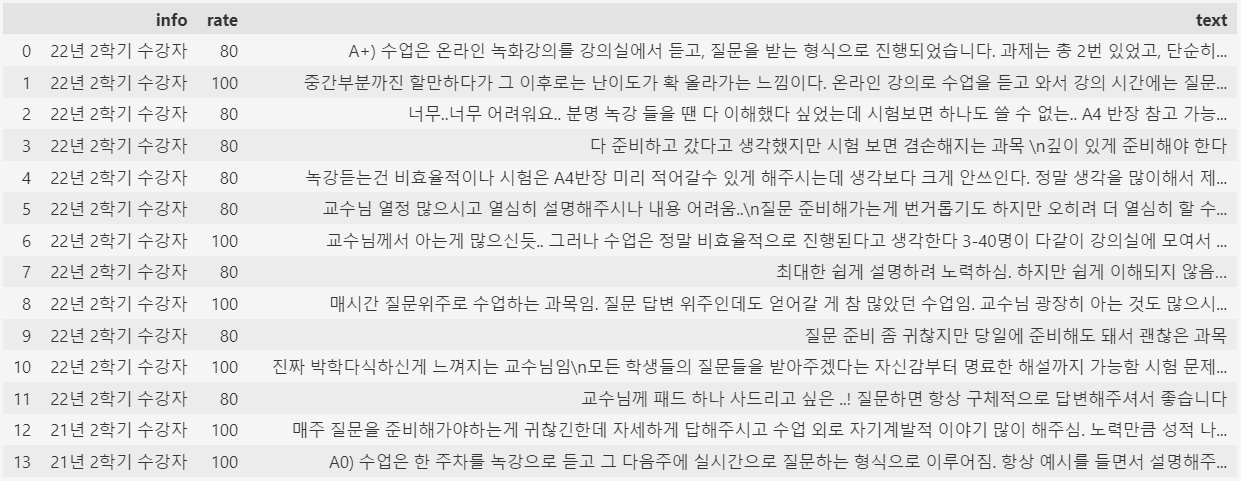 info rate text
0 22년 2학기 수강자 80 A+) 수업은 온라인 녹화강의를 강의실에서 듣고, 질문을 받는 형식으로 진행되었습니다. 과제는 총 2번 있었고, 단순히...
1 22년 2학기 수강자 100 중간부분까진 할만하다가 그 이후로는 난이도가 확 올라가는 느낌이다. 온라인 강의로 수업을 듣고 와서 강의 시간에는 질문...
2 22년 2학기 수강자 80 너무..너무 어려워요.. 분명 녹강 들을 땐 다 이해했다 싶었는데 시험보면 하나도 쓸 수 없는.. A4 반장 참고 가능...
3 22년 2학기 수강자 80 다 준비하고 갔다고 생각했지만 시험 보면 겸손해지는 과목 \n깊이 있게 준비해야 한다
4 22년 2학기 수강자 80 녹강듣는건 비효율적이나 시험은 A4반장 미리 적어갈수 있게 해주시는데 생각보다 크게 안쓰인다. 정말 생각을 많이해서 제...
5 22년 2학기 수강자 80 교수님 열정 많으시고 열심히 설명해주시나 내용 어려움..\n질문 준비해가는게 번거롭기도 하지만 오히려 더 열심히 할 수...
6 22년 2학기 수강자 100 교수님께서 아는게 많으신듯.. 그러나 수업은 정말 비효율적으로 진행된다고 생각한다 3-40명이 다같이 강의실에 모여서 ...
7 22년 2학기 수강자 80 최대한 쉽게 설명하려 노력하심. 하지만 쉽게 이해되지 않음...
8 22년 2학기 수강자 100 매시간 질문위주로 수업하는 과목임. 질문 답변 위주인데도 얻어갈 게 참 많았던 수업임. 교수님 굉장히 아는 것도 많으시...
9 22년 2학기 수강자 80 질문 준비 좀 귀찮지만 당일에 준비해도 돼서 괜찮은 과목
10 22년 2학기 수강자 100 진짜 박학다식하신게 느껴지는 교수님임\n모든 학생들의 질문들을 받아주겠다는 자신감부터 명료한 해설까지 가능함 시험 문제...
11 22년 2학기 수강자 80 교수님께 패드 하나 사드리고 싶은 ..! 질문하면 항상 구체적으로 답변해주셔서 좋습니다
12 21년 2학기 수강자 100 매주 질문을 준비해가야하는게 귀찮긴한데 자세하게 답해주시고 수업 외로 자기계발적 이야기 많이 해주심. 노력만큼 성적 나...
13 21년 2학기 수강자 100 A0) 수업은 한 주차를 녹강으로 듣고 그 다음주에 실시간으로 질문하는 형식으로 이루어짐. 항상 예시를 들면서 설명해주...